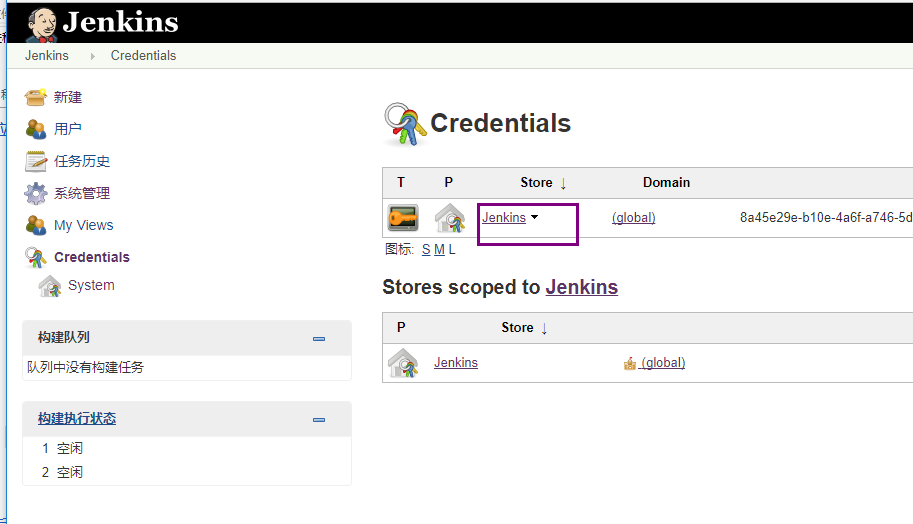 Jenkins
Jenkins Credentials
新建
用户
任务历史
系统管理
My Views
Credentials
System
构建队列
队列中没有构建任务
构建执行状态
1 空闲
2 空闲
Credentials
T P Store ↓ Domain
Jenkins (global) 8a45e29e-b10e-4a6f-a746-5d
图标: S M L
Stores scoped to Jenkins
P Store ↓
Jenkins (global)